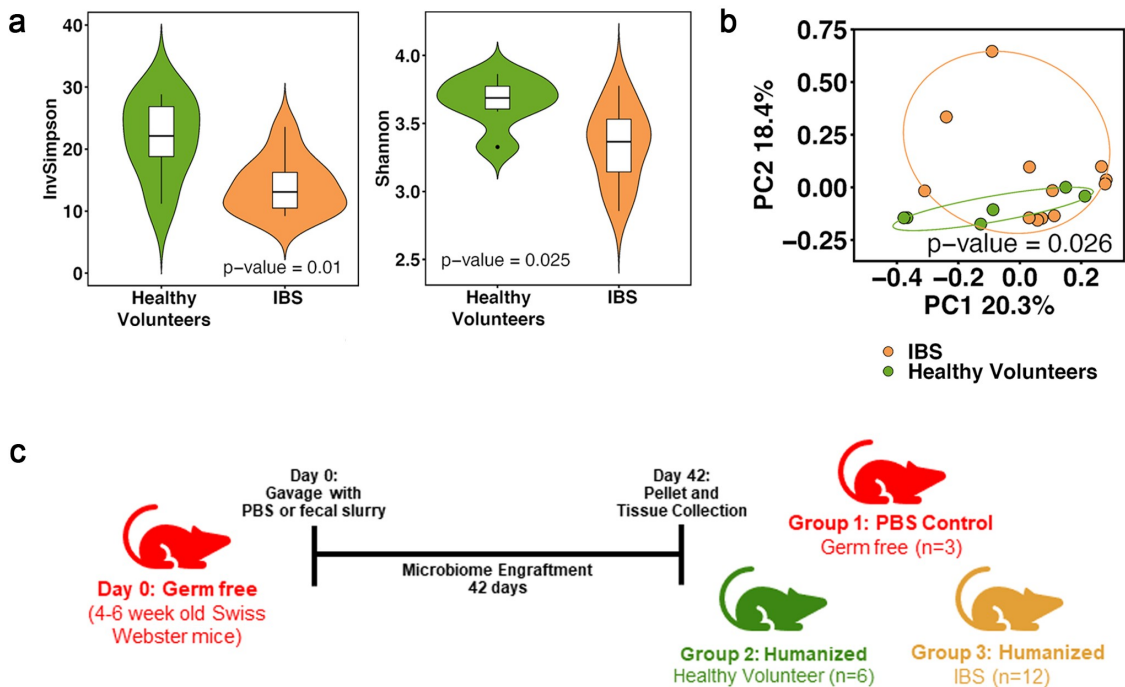 a
InvSimpson
40
30
20
10
0
p-value = 0.01
Healthy
Volunteers
IBS
Shannon
4.0
3.5
3.0
2.5
p-value = 0.025
Healthy
Volunteers
IBS
b
PC2 18.4%
0.75
0.50
0.25
0.00
−0.25
p-value = 0.026
−0.4 −0.2 0.0 0.2
PC1 20.3%
IBS
Healthy Volunteers
c
Day 0: Germ free
(4-6 week old Swiss
Webster mice)
Day 0:
Gavage with
PBS or fecal slurry
Microbiome Engraftment
42 days
Day 42:
Pellet and
Tissue Collection
Group 1: PBS Control
Germ free (n=3)
Group 2: Humanized
Healthy Volunteer (n=6)
Group 3: Humanized
IBS (n=12)